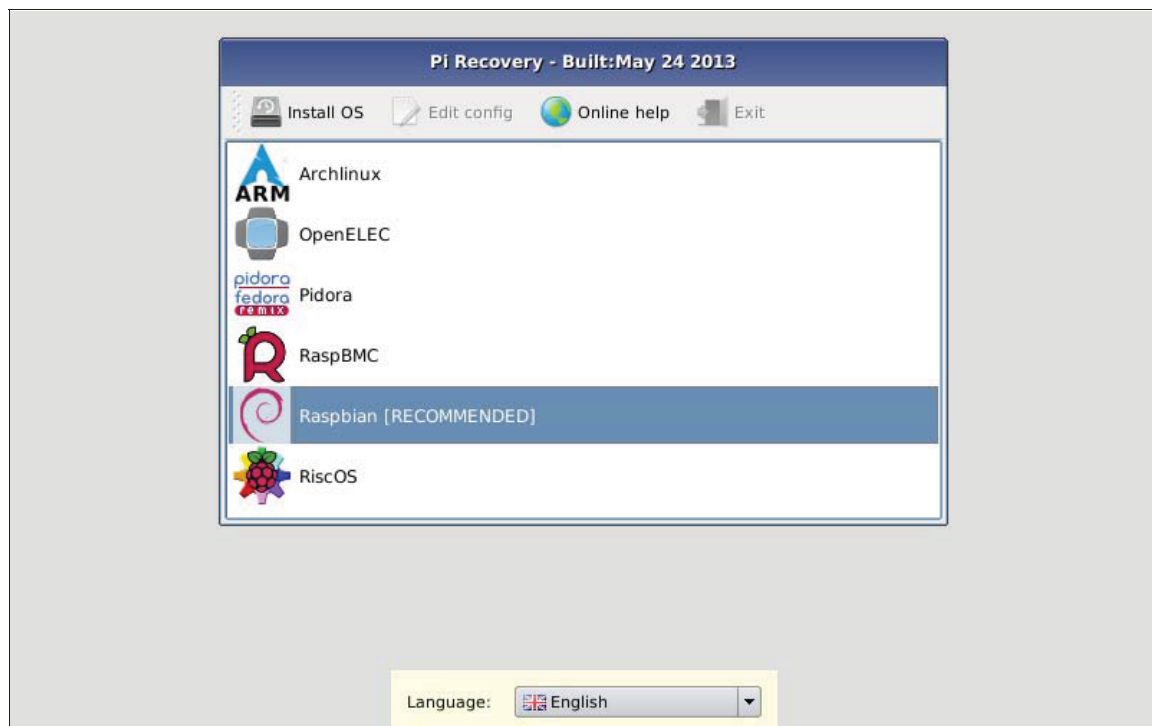 Pi Recovery - Built:May 24 2013
Install OS Edit config Online help Exit
ARM Archlinux
OpenELEC
pidora
fedora
remix
Pidora
RaspBMC
Raspbian [RECOMMENDED]
RiscOS
Language: English